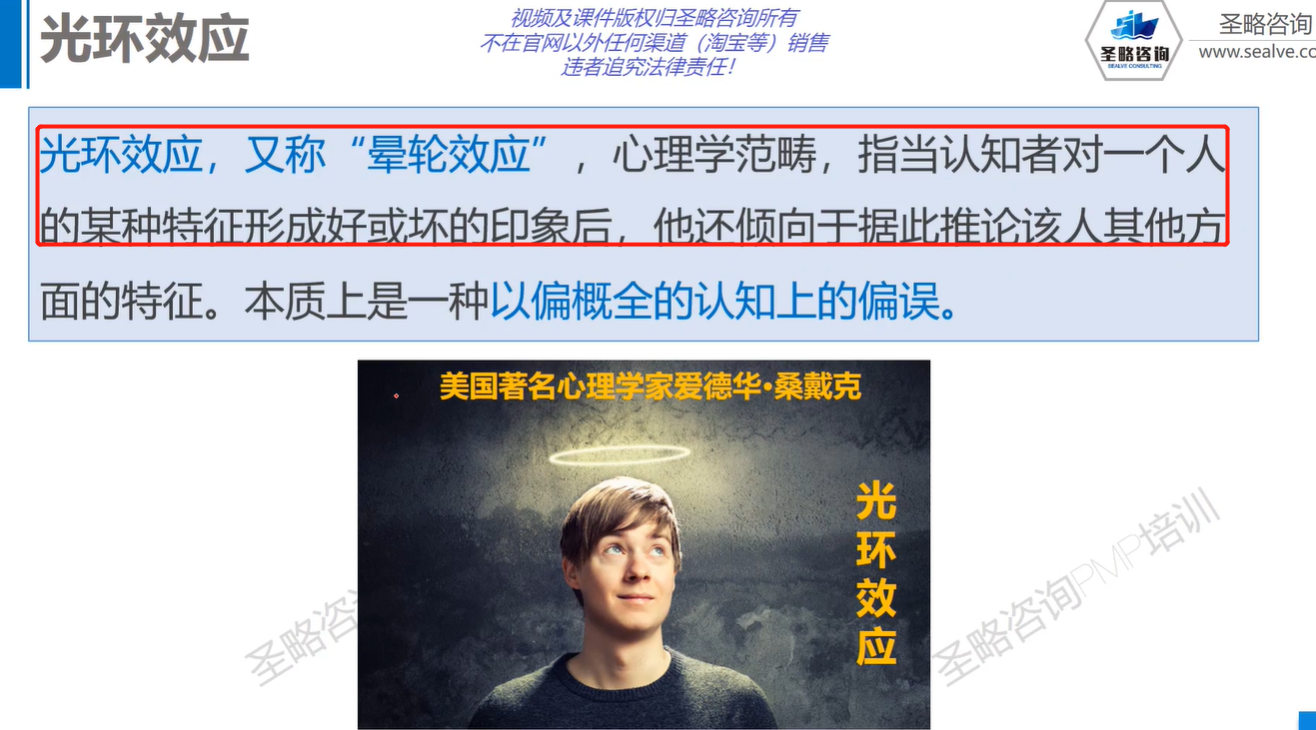 光环效应
视频及课件版权归圣略咨询所有
不在官网以外任何渠道（淘宝等）销售
违者追究法律责任！
圣略咨询
SEALVE CONSULTING
圣略咨询
www.sealve.co
光环效应，又称“晕轮效应”，心理学范畴，指当认知者对一个人
的某种特征形成好或坏的印象后，他还倾向于据此推论该人其他方
面的特征。本质上是一种以偏概全的认知上的偏误。
美国著名心理学家爱德华·桑戴克
光
环
效
应
圣略咨
圣略咨询PMP培训